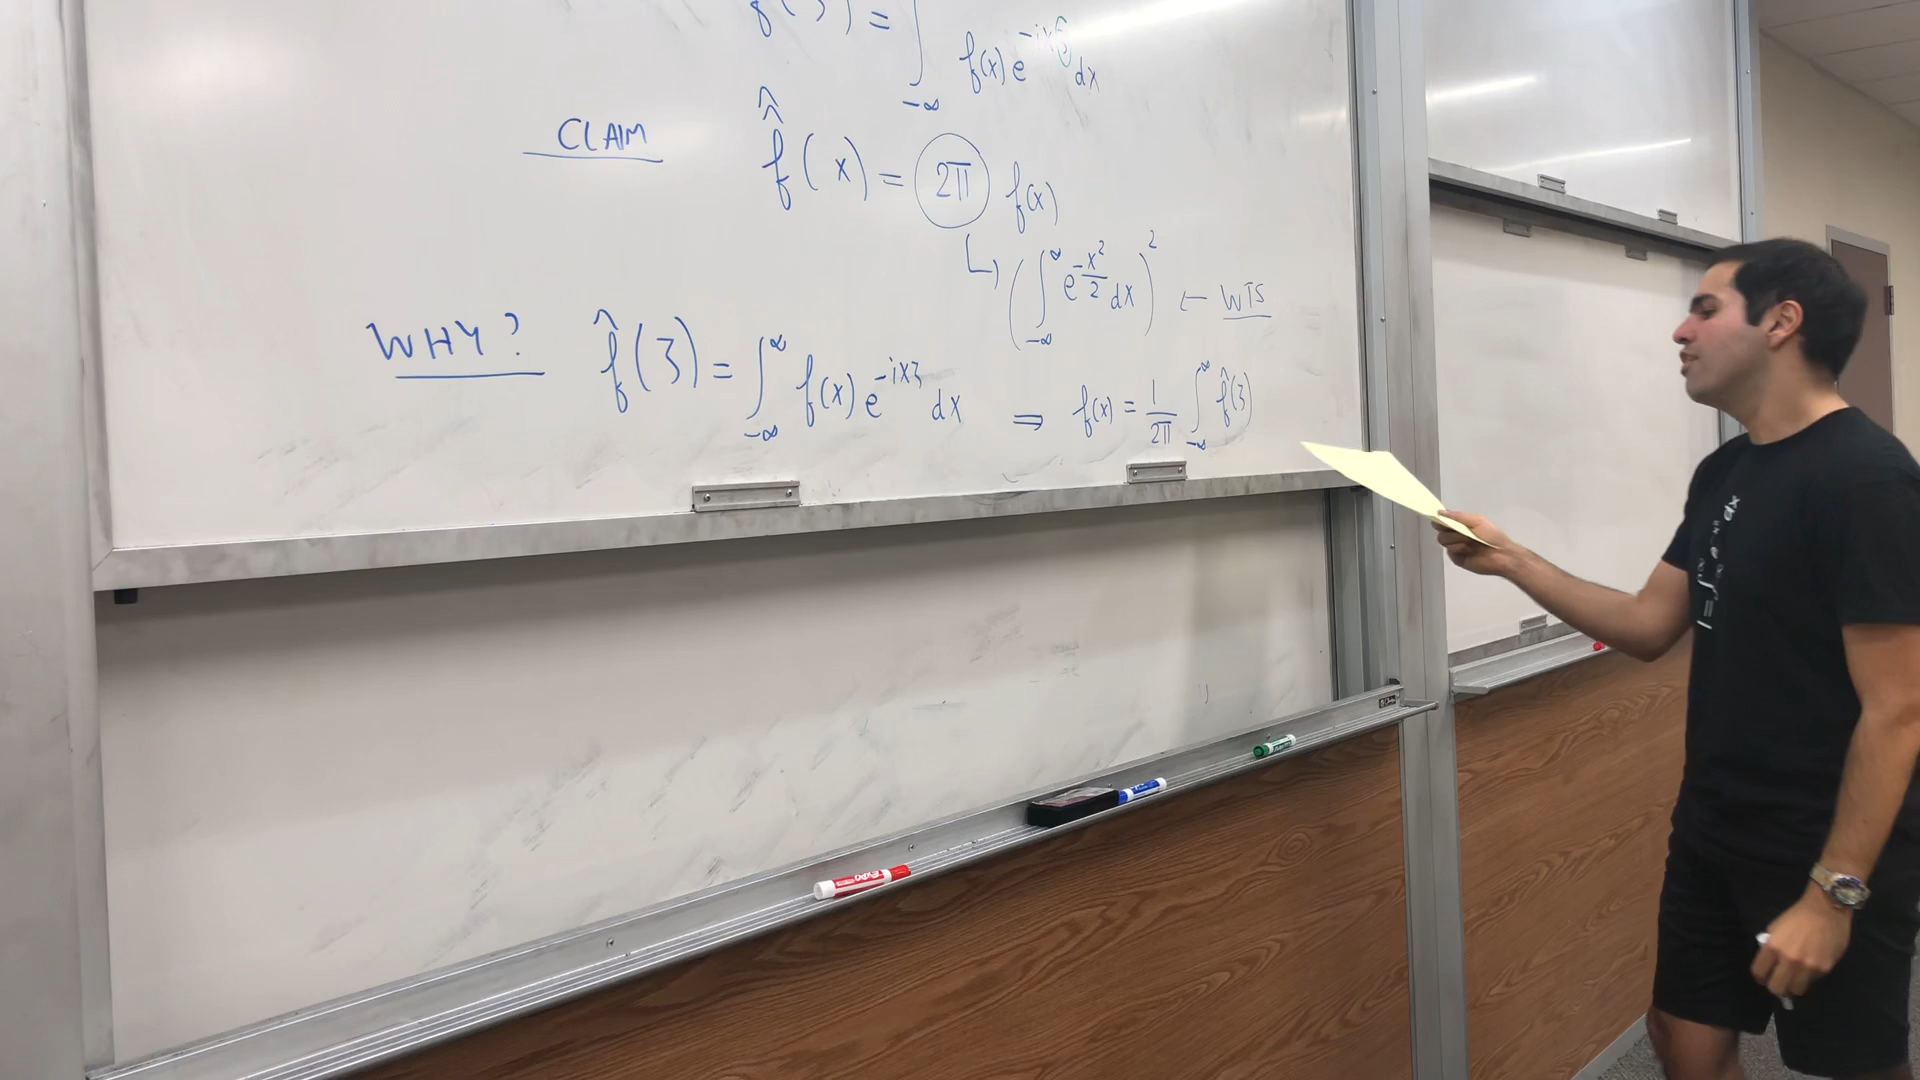 f̂(ξ) = ∫_{-∞} f(x) e^{-ixξ} dx
CLAIM f̂̂(x) = 2π f(x)
↳ (∫_{-∞}^{∞} e^{-x²/2} dx)² ← WTS
WHY? f̂(ξ) = ∫_{-∞}^{∞} f(x) e^{-ixξ} dx ⇒ f(x) = 1/2π ∫_{-∞}^{∞} f̂(ξ)